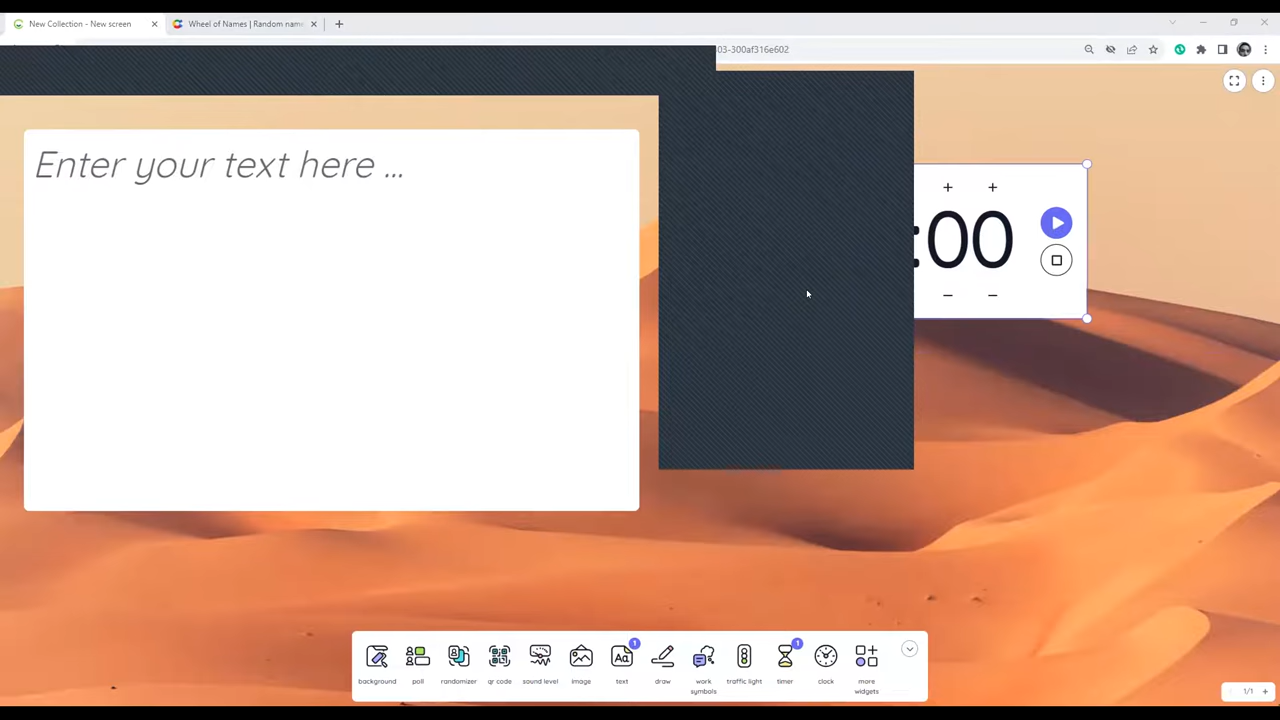 New Collection - New screen
Wheel of Names | Random name
03-300af316e602
Enter your text here ...
:00
background
poll
randomizer
qr code
sound level
image
1
text
draw
work
symbols
traffic light
1
timer
clock
more
widgets
1/1